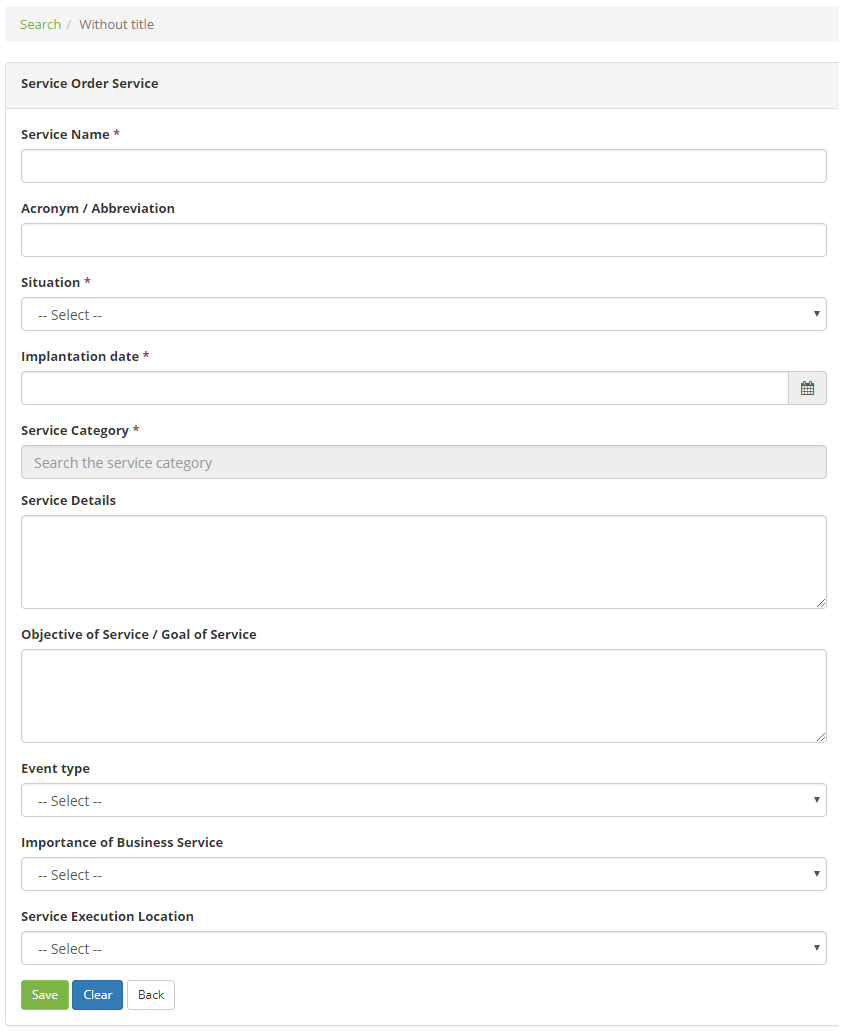 Search / Without title
Service Order Service
Service Name *
Acronym / Abbreviation
Situation *
-- Select --
Implantation date *
Service Category *
Search the service category
Service Details
Objective of Service / Goal of Service
Event type
-- Select --
Importance of Business Service
-- Select --
Service Execution Location
-- Select --
Save Clear Back